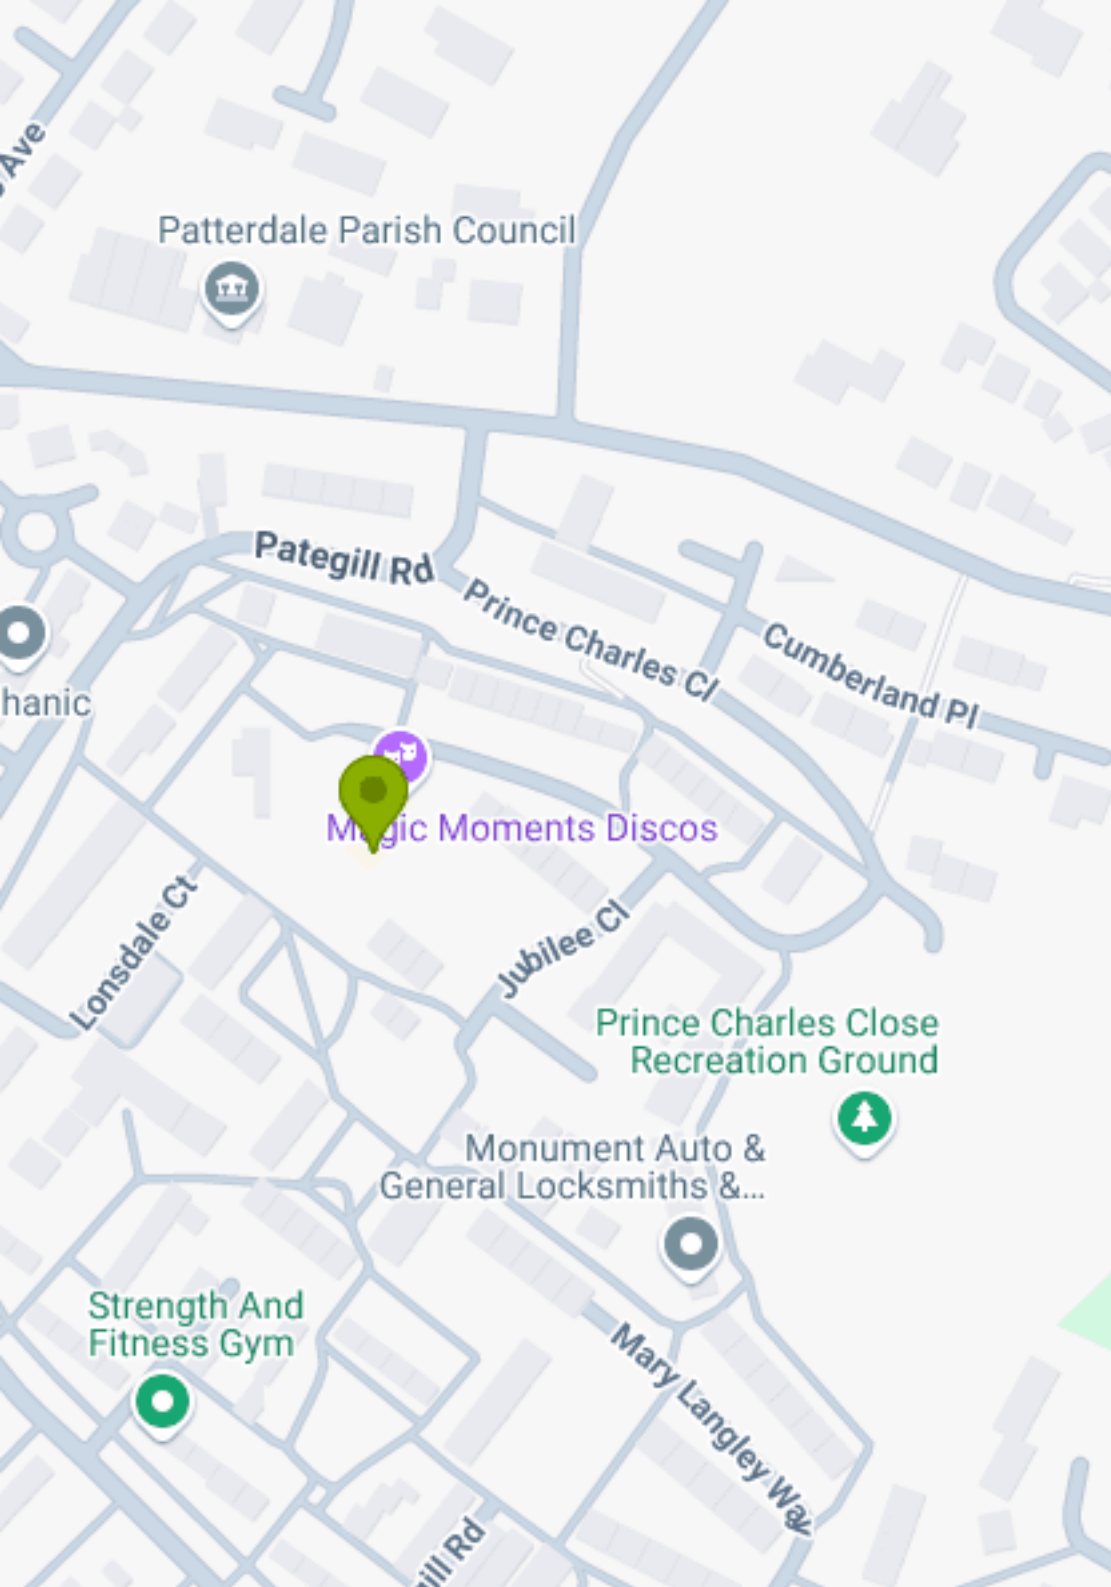 Ave
Patterdale Parish Council
Pategill Rd
Prince Charles Cl
Cumberland Pl
hanic
Magic Moments Discos
Lonsdale Ct
Jubilee Cl
Prince Charles Close
Recreation Ground
Monument Auto &
General Locksmiths &...
Strength And
Fitness Gym
Mary Langley Way
ill Rd